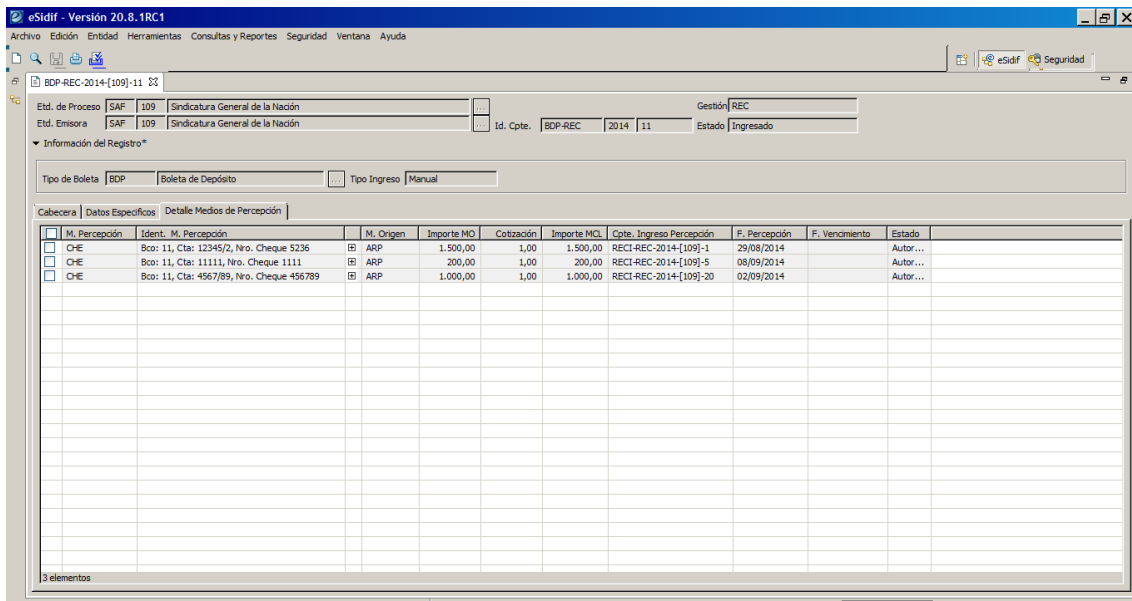 eSidif - Versión 20.8.1RC1
Archivo Edición Entidad Herramientas Consultas y Reportes Seguridad Ventana Ayuda
eSidif Seguridad
BDP-REC-2014-[109]-11
Etd. de Proceso SAF 109 Sindicatura General de la Nación ... Gestión REC
Etd. Emisora SAF 109 Sindicatura General de la Nación ... Id. Cpte. BDP-REC 2014 11 Estado Ingresado
Información del Registro*
Tipo de Boleta BDP Boleta de Depósito ... Tipo Ingreso Manual
Cabecera Datos Especificos Detalle Medios de Percepción
M. Percepción Ident. M. Percepción M. Origen Importe MO Cotización Importe MCL Cpte. Ingreso Percepción F. Percepción F. Vencimiento Estado
CHE Bco: 11, Cta: 12345/2, Nro. Cheque 5236 ARP 1.500,00 1,00 1.500,00 RECI-REC-2014-[109]-1 29/08/2014 Autor...
CHE Bco: 11, Cta: 11111, Nro. Cheque 1111 ARP 200,00 1,00 200,00 RECI-REC-2014-[109]-5 08/09/2014 Autor...
CHE Bco: 11, Cta: 4567/89, Nro. Cheque 456789 ARP 1.000,00 1,00 1.000,00 RECI-REC-2014-[109]-20 02/09/2014 Autor...
3 elementos